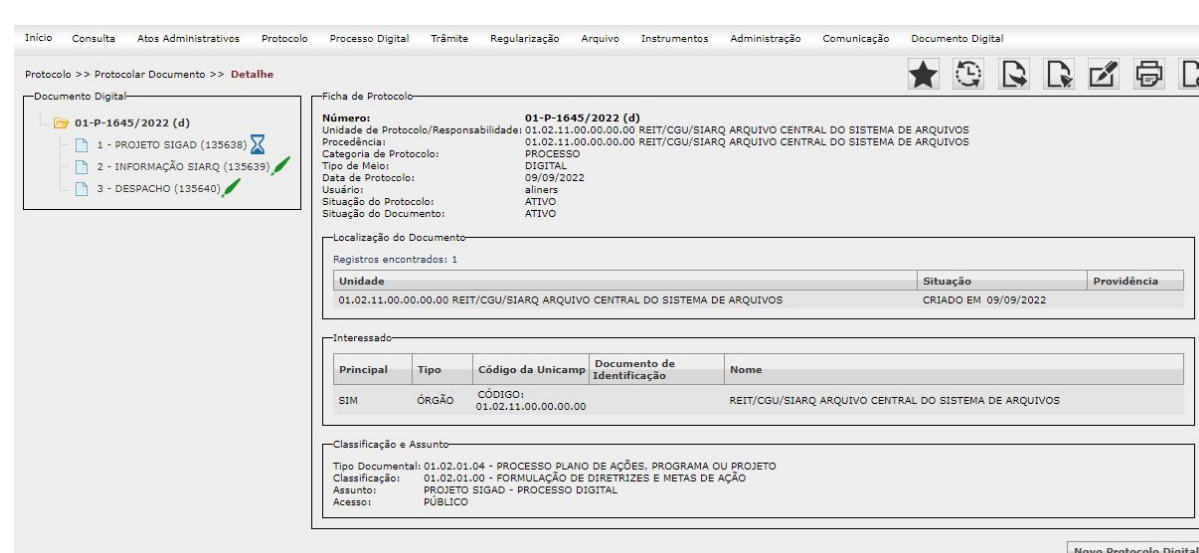 Início Consulta Atos Administrativos Protocolo Processo Digital Trâmite Regularização Arquivo Instrumentos Administração Comunicação Documento Digital
Protocolo >> Protocolar Documento >> Detalhe
Documento Digital
01-P-1645/2022 (d)
1 - PROJETO SIGAD (135638)
2 - INFORMAÇÃO SIARQ (135639)
3 - DESPACHO (135640)
Ficha de Protocolo
Número: 01-P-1645/2022 (d)
Unidade de Protocolo/Responsabilidade: 01.02.11.00.00.00.00 REIT/CGU/SIARQ ARQUIVO CENTRAL DO SISTEMA DE ARQUIVOS
Procedência: 01.02.11.00.00.00.00 REIT/CGU/SIARQ ARQUIVO CENTRAL DO SISTEMA DE ARQUIVOS
Categoria de Protocolo: PROCESSO
Tipo de Meio: DIGITAL
Data de Protocolo: 09/09/2022
Usuário: aliners
Situação do Protocolo: ATIVO
Situação do Documento: ATIVO
Localização do Documento
Registros encontrados: 1
Unidade Situação Providência
01.02.11.00.00.00.00 REIT/CGU/SIARQ ARQUIVO CENTRAL DO SISTEMA DE ARQUIVOS CRIADO EM 09/09/2022
Interessado
Principal Tipo Código da Unicamp Documento de Identificação Nome
SIM ÓRGÃO CÓDIGO: 01.02.11.00.00.00.00 REIT/CGU/SIARQ ARQUIVO CENTRAL DO SISTEMA DE ARQUIVOS
Classificação e Assunto
Tipo Documental: 01.02.01.04 - PROCESSO PLANO DE AÇÕES, PROGRAMA OU PROJETO
Classificação: 01.02.01.00 - FORMULAÇÃO DE DIRETRIZES E METAS DE AÇÃO
Assunto: PROJETO SIGAD - PROCESSO DIGITAL
Acesso: PÚBLICO
Novo Protocolo Digital